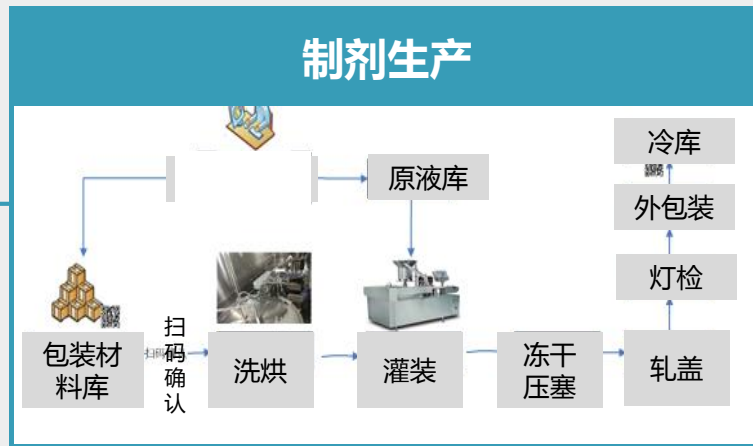 制剂生产
冷库
原液库
外包装
灯检
包装材
料库
扫
码
确
认
洗烘
灌装
冻干
压塞
轧盖